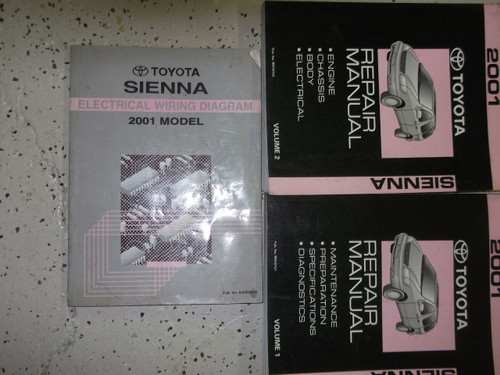 TOYOTA
SIENNA
ELECTRICAL WIRING DIAGRAM
2001 MODEL
2001
TOYOTA
REPAIR
MANUAL
• ENGINE
• CHASSIS
• BODY
• ELECTRICAL
VOLUME 2
SIENNA
2001
TOYOTA
REPAIR
MANUAL
• MAINTENANCE
• PREPARATION
• SPECIFICATIONS
• DIAGNOSTICS
VOLUME 1